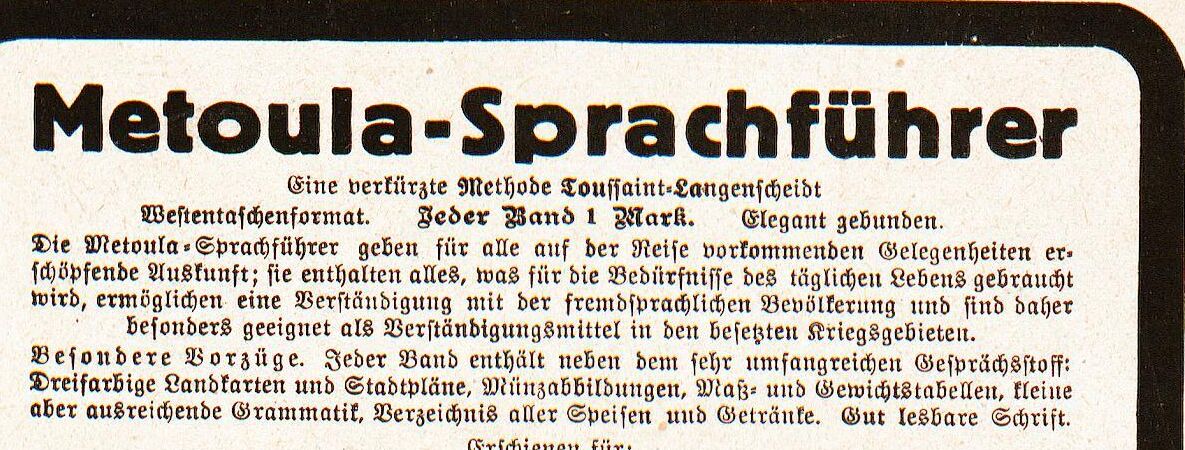 Metoula-Sprachführer
Eine verkürzte Methode Toussaint-Langenscheidt
Westentaschenformat. Jeder Band 1 Mark. Elegant gebunden.
Die Metoula-Sprachführer geben für alle auf der Reise vorkommenden Gelegenheiten er-
schöpfende Auskunft; sie enthalten alles, was für die Bedürfnisse des täglichen Lebens gebraucht
wird, ermöglichen eine Verständigung mit der fremdsprachlichen Bevölkerung und sind daher
besonders geeignet als Verständigungsmittel in den besetzten Kriegsgebieten.
Besondere Vorzüge. Jeder Band enthält neben dem sehr umfangreichen Gesprächsstoff:
Dreifarbige Landkarten und Stadtpläne, Münzabbildungen, Maß- und Gewichtstabellen, kleine
aber ausreichende Grammatik, Verzeichnis aller Speisen und Getränke. Gut lesbare Schrift.
Erschienen für: